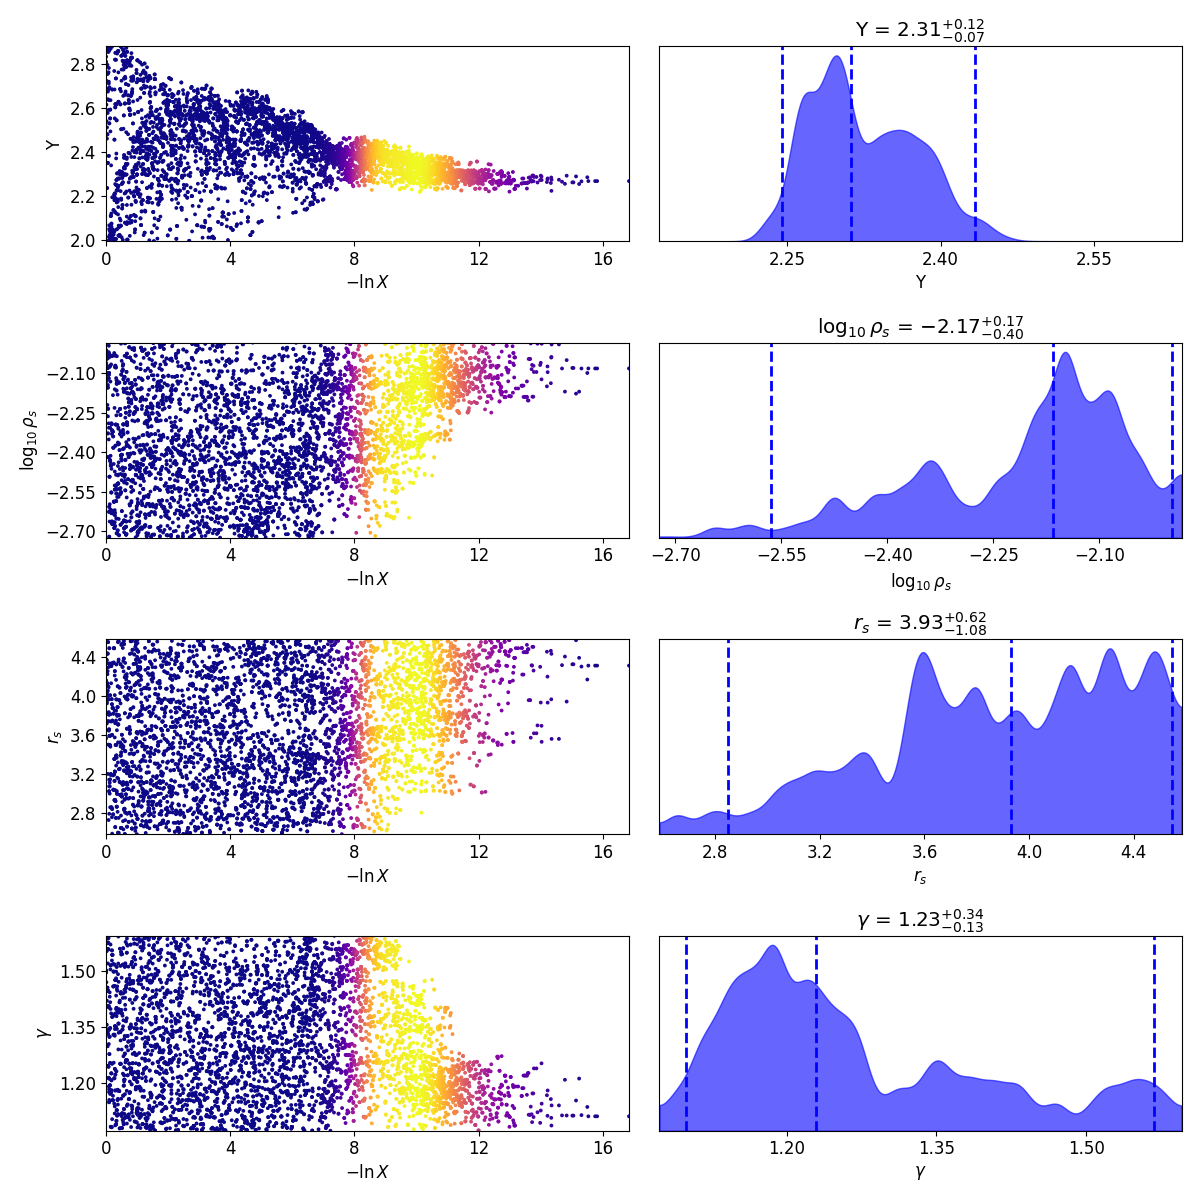 Y = 2.31$^{+0.12}_{-0.07}$
2.8
2.6
2.4
2.2
2.0
Y
0 4 8 12 16
−ln X
2.25 2.40 2.55
Y
log₁₀ ρₛ = −2.17$^{+0.17}_{-0.40}$
−2.10
−2.25
−2.40
−2.55
−2.70
log₁₀ ρₛ
0 4 8 12 16
−ln X
−2.70 −2.55 −2.40 −2.25 −2.10
log₁₀ ρₛ
rₛ = 3.93$^{+0.62}_{-1.08}$
4.4
4.0
3.6
3.2
2.8
rₛ
0 4 8 12 16
−ln X
2.8 3.2 3.6 4.0 4.4
rₛ
γ = 1.23$^{+0.34}_{-0.13}$
1.50
1.35
1.20
γ
0 4 8 12 16
−ln X
1.20 1.35 1.50
γ